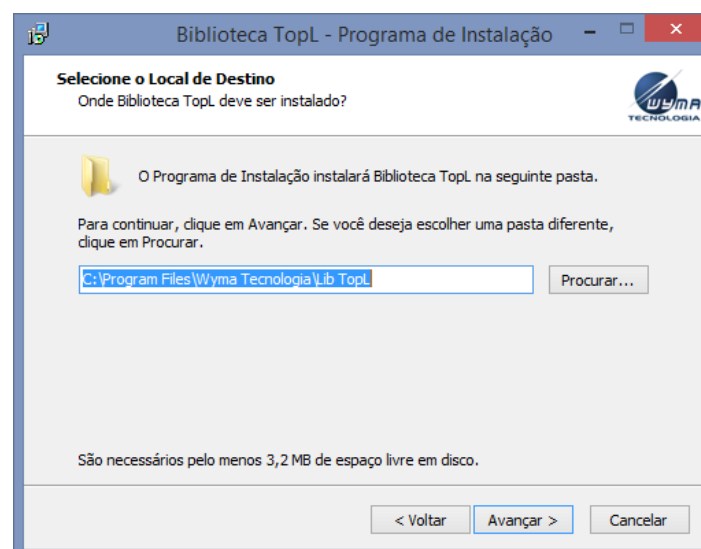 Biblioteca TopL - Programa de Instalação
Selecione o Local de Destino
Onde Biblioteca TopL deve ser instalado?
WYMA
TECNOLOGIA
O Programa de Instalação instalará Biblioteca TopL na seguinte pasta.
Para continuar, clique em Avançar. Se você deseja escolher uma pasta diferente,
clique em Procurar.
C:\Program Files\Wyma Tecnologia\Lib TopL
Procurar...
São necessários pelo menos 3,2 MB de espaço livre em disco.
< Voltar
Avançar >
Cancelar